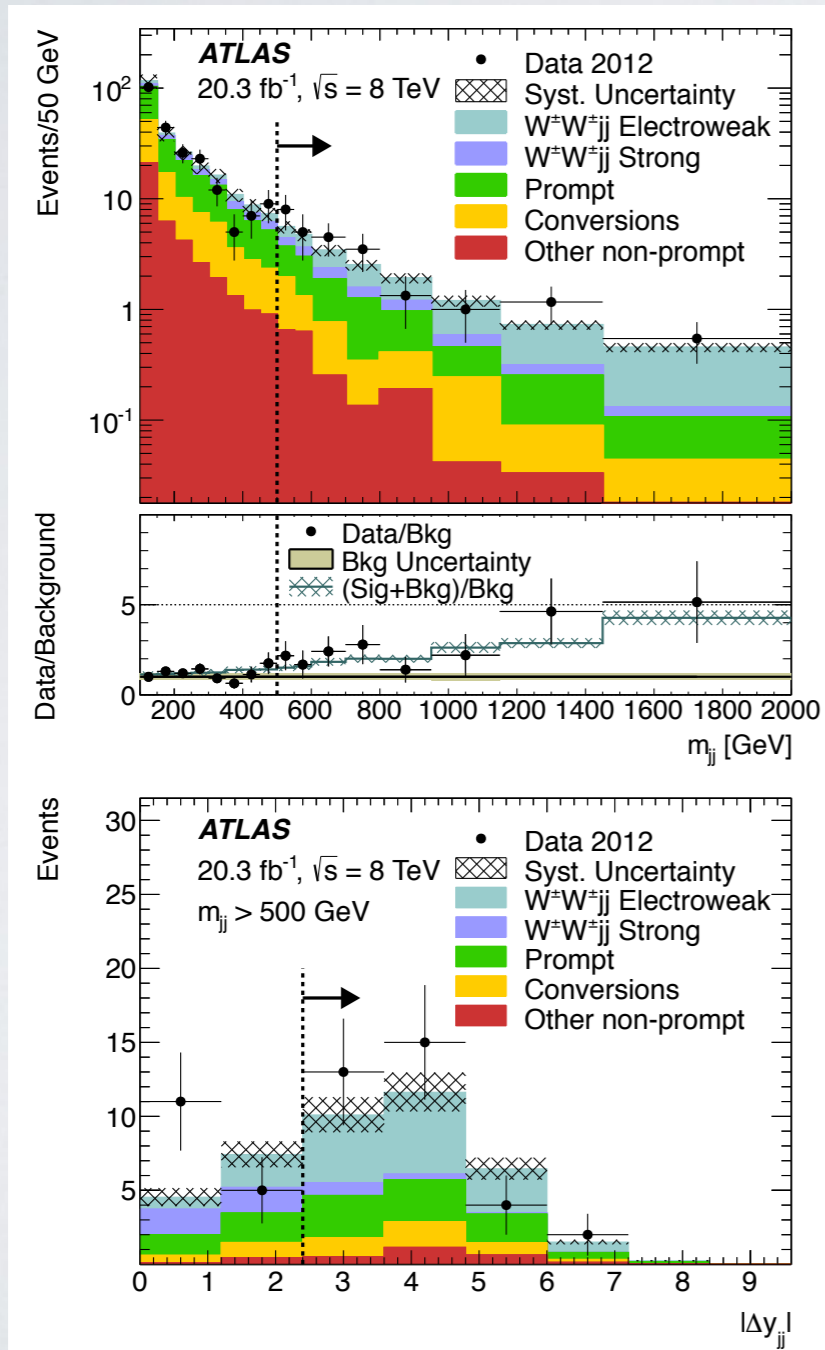 ATLAS
20.3 fb⁻¹, √s = 8 TeV
Data 2012
Syst. Uncertainty
W±W±jj Electroweak
W±W±jj Strong
Prompt
Conversions
Other non-prompt
Events/50 GeV
10²
10
1
10⁻¹
Data/Bkg
Bkg Uncertainty
(Sig+Bkg)/Bkg
Data/Background
5
0
200 400 600 800 1000 1200 1400 1600 1800 2000
m_jj [GeV]
ATLAS
20.3 fb⁻¹, √s = 8 TeV
m_jj > 500 GeV
Data 2012
Syst. Uncertainty
W±W±jj Electroweak
W±W±jj Strong
Prompt
Conversions
Other non-prompt
Events
30
25
20
15
10
5
0 1 2 3 4 5 6 7 8 9
|Δy_jj|